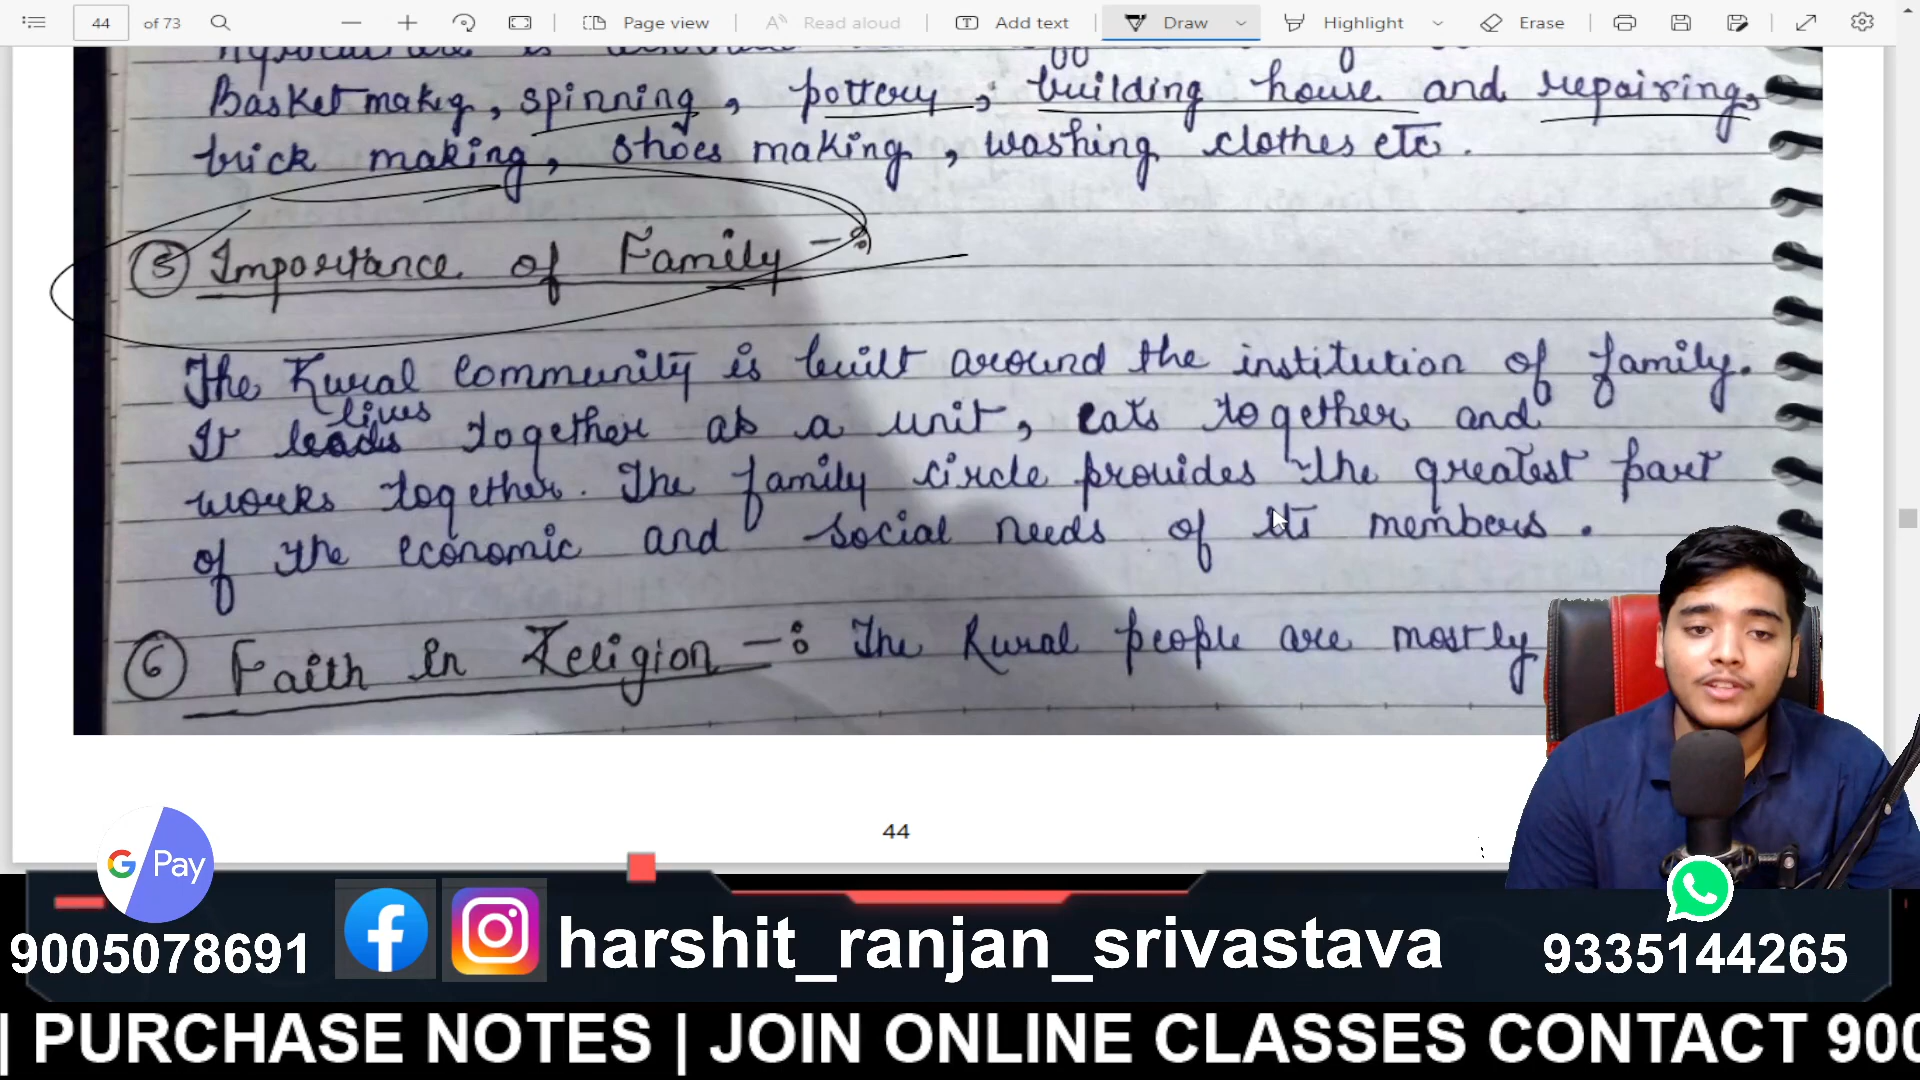 44 of 73 Page view Read aloud Add text Draw Highlight Erase
is
Basket makig, spinning, pottery, building house and repairing,
brick making, shoes making, washing clothes etc.
5 Importance of Family -:
The Rural Community is built around the institution of family.
lives
It leads together as a unit, eats together and
works together. The family circle provides the greatest part
of the economic and social needs of its members.
6 Faith in Religion -: The Rural people are mostly
44
G Pay
9005078691 harshit_ranjan_srivastava 9335144265
| PURCHASE NOTES | JOIN ONLINE CLASSES CONTACT 900